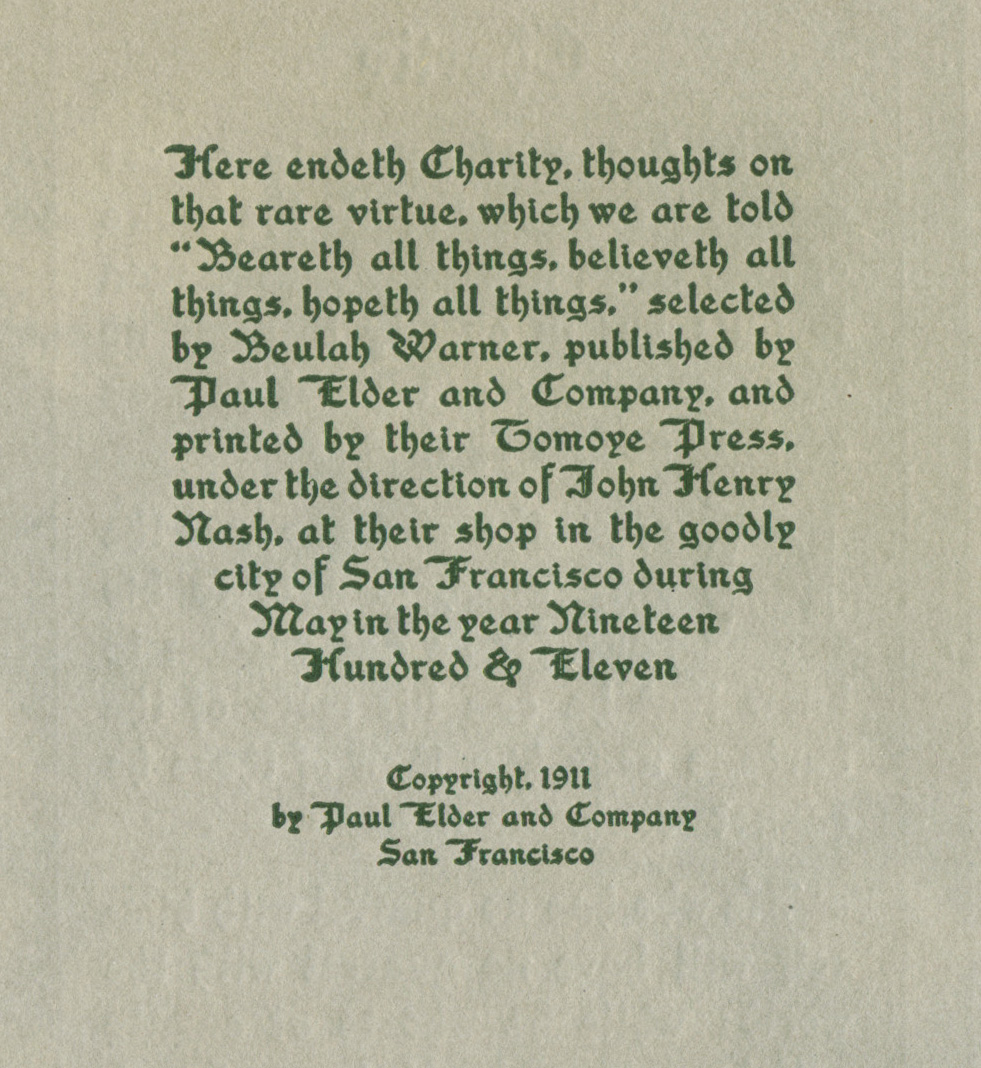 Here endeth Charity, thoughts on
that rare virtue, which we are told
“Beareth all things, believeth all
things, hopeth all things,” selected
by Beulah Warner, published by
Paul Elder and Company, and
printed by their Tomoye Press,
under the direction of John Henry
Nash, at their shop in the goodly
city of San Francisco during
May in the year Nineteen
Hundred & Eleven
Copyright, 1911
by Paul Elder and Company
San Francisco